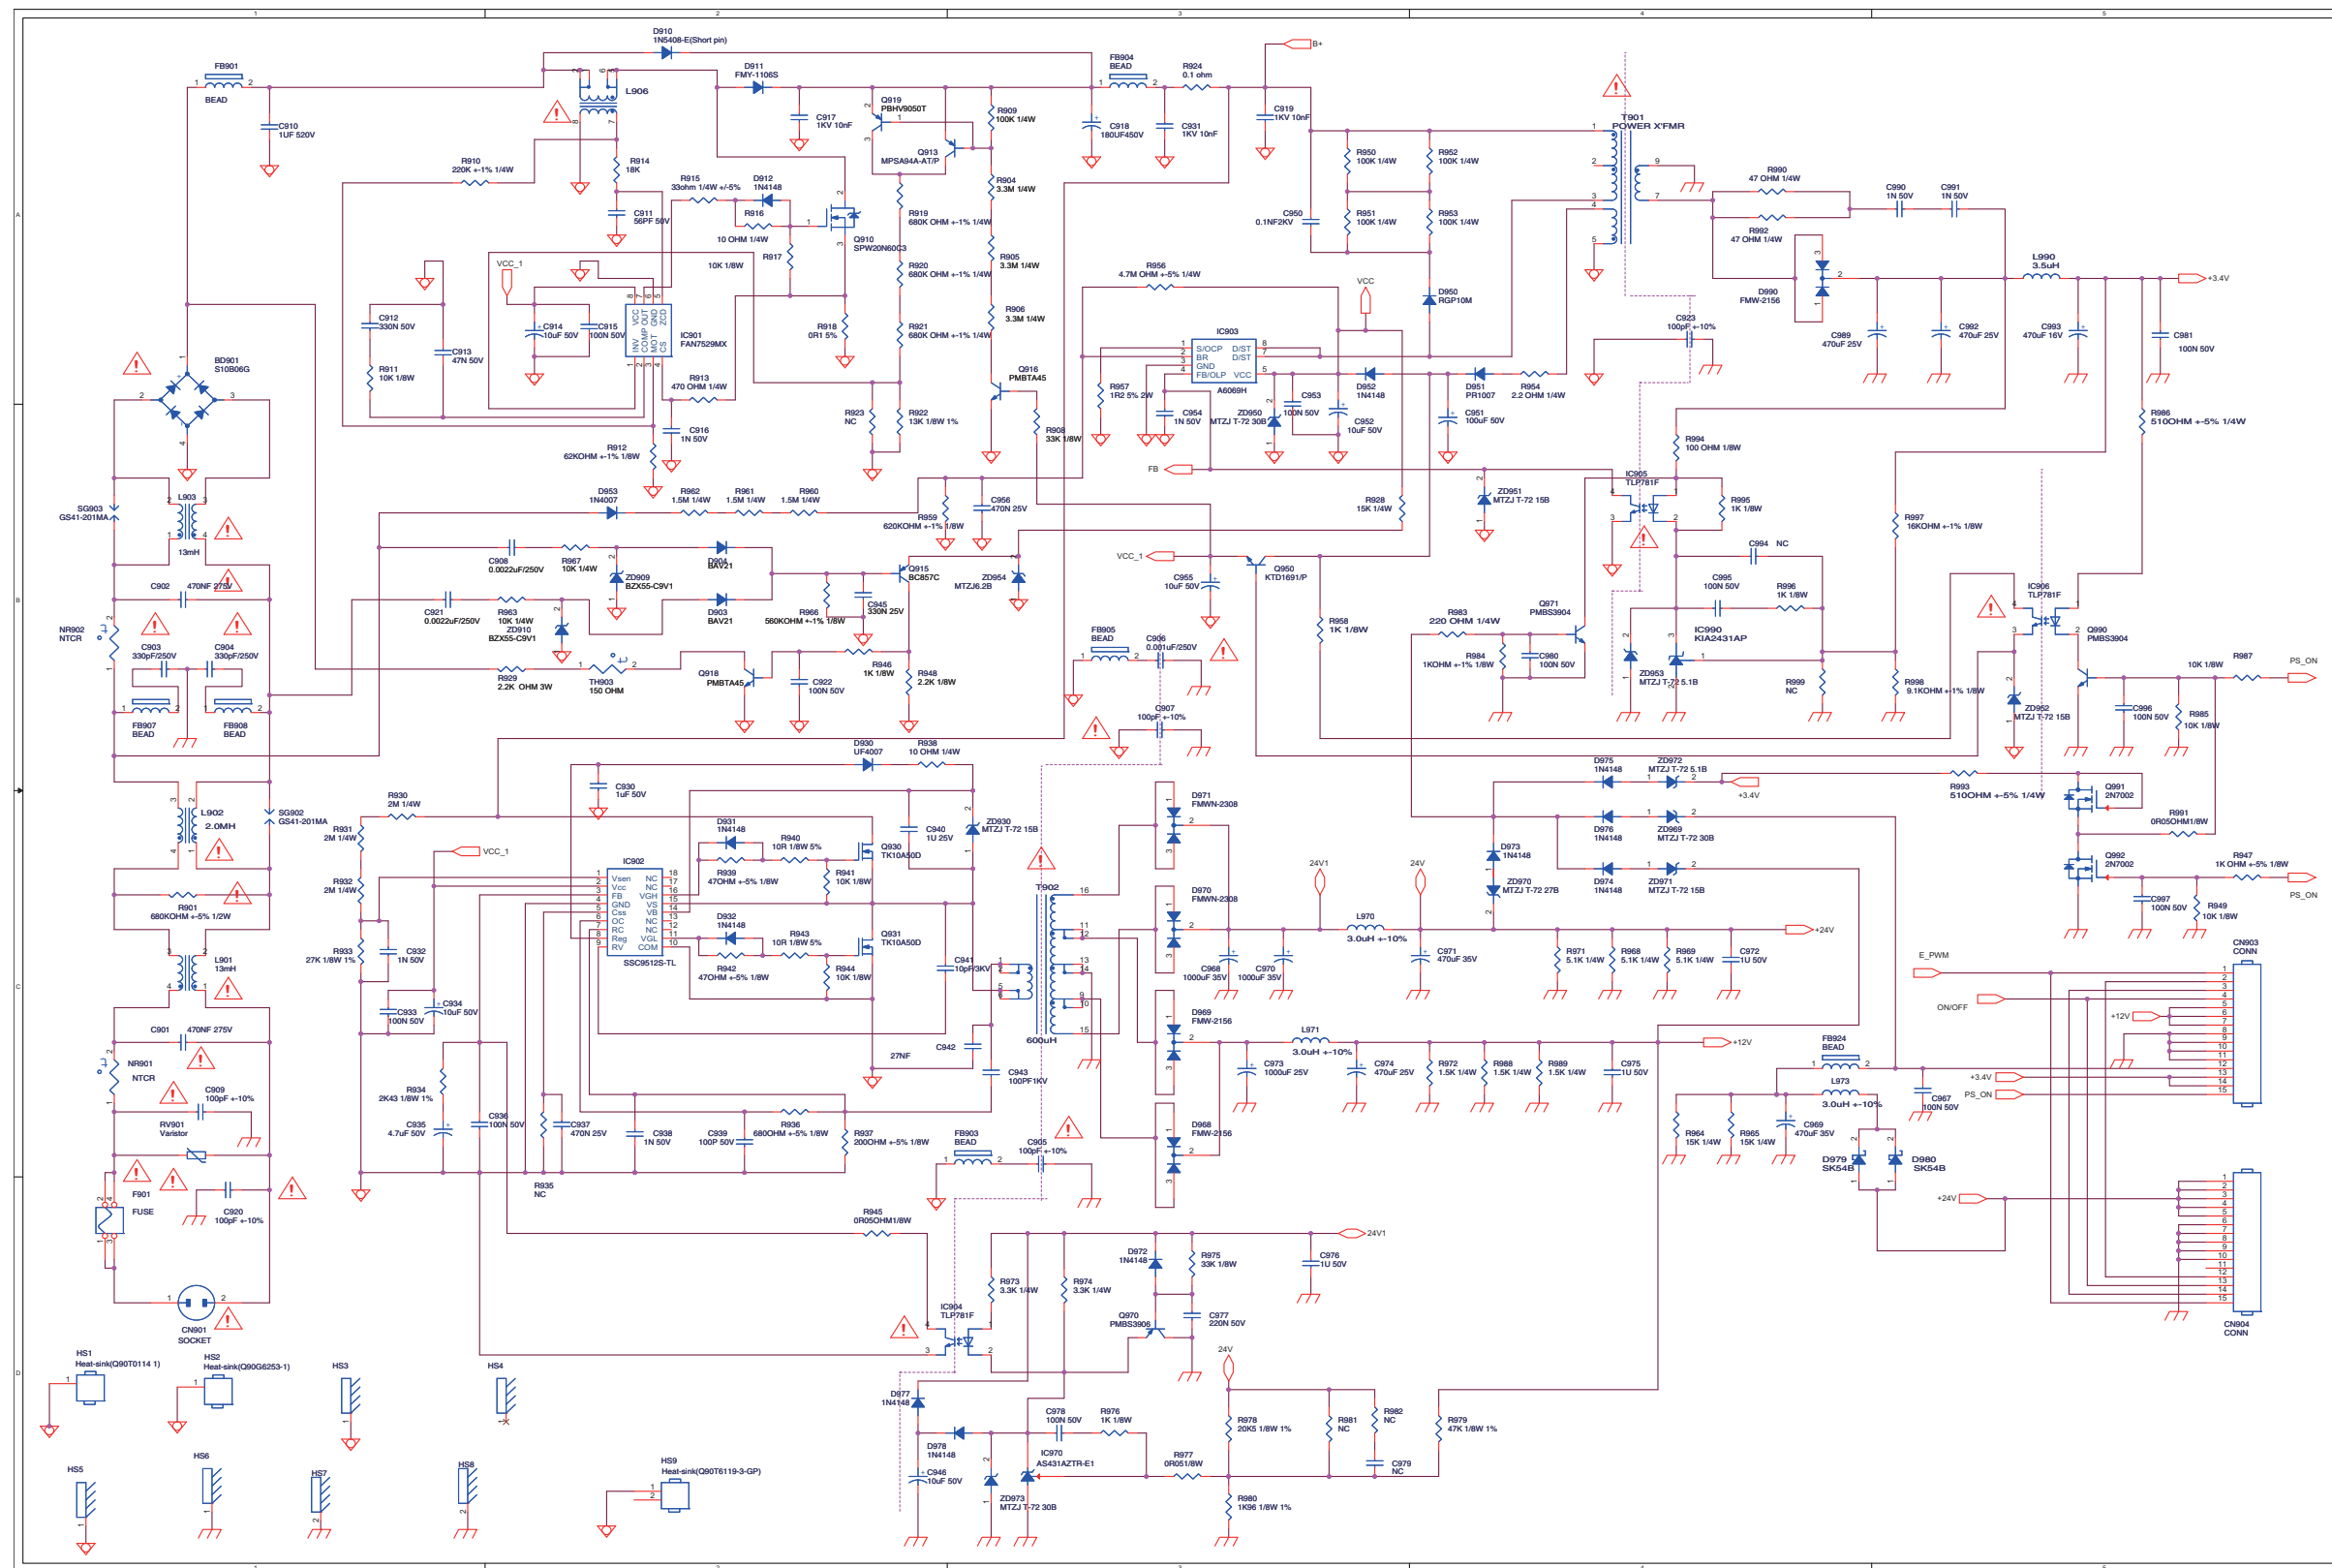 1 2 3 4 5
D910
1N5408-E(Short pin)
B+
FB901
BEAD
D911
FMY-1106S
L906
FB904
BEAD
R924
0.1 ohm
C910
1UF 520V
Q919
PBHV9050T
C917
1KV 10nF
R909
100K 1/4W
C918
180UF450V
C931
1KV 10nF
C919
1KV 10nF
T901
POWER X'FMR
Q913
MPSA94A-AT/P
R950
100K 1/4W
R952
100K 1/4W
R910
220K +-1% 1/4W
R914
18K
R915
33ohm 1/4W +/-5%
D912
1N4148
R904
3.3M 1/4W
R990
47 OHM 1/4W
C990
1N 50V
C991
1N 50V
C911
56PF 50V
R916
10 OHM 1/4W
R919
680K OHM +-1% 1/4W
C950
0.1NF2KV
R951
100K 1/4W
R953
100K 1/4W
R992
47 OHM 1/4W
Q910
SPW20N60C3
R917
10K 1/8W
R905
3.3M 1/4W
VCC_1
R920
680K OHM +-1% 1/4W
R956
4.7M OHM +-5% 1/4W
VCC
L990
3.5uH
+3.4V
D950
RGP10M
D990
FMW-2156
R906
3.3M 1/4W
C912
330N 50V
C914
10uF 50V
C915
100N 50V
VCC
OUT
GND
ZCD
INV
COMP
MOT
CS
IC901
FAN7529MX
R918
0R1 5%
R921
680K OHM +-1% 1/4W
C923
100pF +-10%
C989
470uF 25V
C992
470uF 25V
C993
470uF 16V
C981
100N 50V
IC903
S/OCP
BR
GND
FB/OLP
D/ST
D/ST
VCC
A6069H
C913
47N 50V
BD901
S10B06G
R911
10K 1/8W
R913
470 OHM 1/4W
Q916
PMBTA45
R957
1R2 5% 2W
D952
1N4148
D951
PR1007
R954
2.2 OHM 1/4W
C953
100N 50V
C954
1N 50V
ZD950
MTZJ T-72 30B
C952
10uF 50V
C951
100uF 50V
R923
NC
R922
13K 1/8W 1%
R908
33K 1/8W
C916
1N 50V
R912
62KOHM +-1% 1/8W
R986
510OHM +-5% 1/4W
R994
100 OHM 1/8W
FB
IC905
TLP781F
L903
13mH
SG903
GS41-201MA
D953
1N4007
R962
1.5M 1/4W
R961
1.5M 1/4W
R960
1.5M 1/4W
C956
470N 25V
R959
620KOHM +-1% 1/8W
R928
15K 1/4W
ZD951
MTZJ T-72 15B
R995
1K 1/8W
R997
16KOHM +-1% 1/8W
C994 NC
C908
0.0022uF/250V
R967
10K 1/4W
D904
BAV21
ZD909
BZX55-C9V1
Q915
BC857C
ZD954
MTZJ6.2B
VCC_1
C955
10uF 50V
Q950
KTD1691/P
C902
470NF 275V
C995
100N 50V
R996
1K 1/8W
IC906
TLP781F
C921
0.0022uF/250V
R963
10K 1/4W
ZD910
BZX55-C9V1
D903
BAV21
R966
560KOHM +-1% 1/8W
C945
330N 25V
NR902
NTCR
C903
330pF/250V
C904
330pF/250V
R958
1K 1/8W
R983
220 OHM 1/4W
Q971
PMBS3904
IC990
KIA2431AP
Q990
PMBS3904
FB905
BEAD
C906
0.001uF/250V
R984
1KOHM +-1% 1/8W
C980
100N 50V
ZD953
MTZJ T-72 5.1B
R999
NC
R998
9.1KOHM +-1% 1/8W
R987
10K 1/8W
PS_ON
R929
2.2K OHM 3W
TH903
150 OHM
Q918
PMBTA45
C922
100N 50V
R946
1K 1/8W
R948
2.2K 1/8W
FB907
BEAD
FB908
BEAD
C907
100pF +-10%
ZD952
MTZJ T-72 15B
C996
100N 50V
R985
10K 1/8W
D930
UF4007
R938
10 OHM 1/4W
C930
1uF 50V
D975
1N4148
ZD972
MTZJ T-72 5.1B
+3.4V
R993
510OHM +-5% 1/4W
Q991
2N7002
R930
2M 1/4W
L902
2.0MH
SG902
GS41-201MA
R931
2M 1/4W
D971
FMWN-2308
D976
1N4148
ZD969
MTZJ T-72 30B
R991
0R05OHM1/8W
D931
1N4148
R940
10R 1/8W 5%
Q930
TK10A50D
C940
1U 25V
ZD930
MTZJ T-72 15B
VCC_1
IC902
Vsen
Vcc
FB
GND
Css
OC
RC
Reg
RV
NC
NC
VGH
VS
VB
NC
NC
VGL
COM
SSC9512S-TL
R939
47OHM +-5% 1/8W
R941
10K 1/8W
D973
1N4148
24V1
24V
D974
1N4148
ZD971
MTZJ T-72 15B
ZD970
MTZJ T-72 27B
Q992
2N7002
R947
1K OHM +-5% 1/8W
PS_ON
R932
2M 1/4W
T902
600uH
D970
FMWN-2308
R901
680KOHM +-5% 1/2W
D932
1N4148
R943
10R 1/8W 5%
Q931
TK10A50D
L970
3.0uH +-10%
+24V
C997
100N 50V
R949
10K 1/8W
R933
27K 1/8W 1%
C932
1N 50V
R942
47OHM +-5% 1/8W
R944
10K 1/8W
C941
10pF/3KV
C968
1000uF 35V
C970
1000uF 35V
C971
470uF 35V
R971
5.1K 1/4W
R968
5.1K 1/4W
R969
5.1K 1/4W
C972
1U 50V
CN903
CONN
E_PWM
L901
13mH
C933
100N 50V
C934
10uF 50V
D969
FMW-2156
ON/OFF
+12V
C901
470NF 275V
C942
27NF
L971
3.0uH +-10%
+12V
FB924
BEAD
NR901
NTCR
C943
100PF1KV
C973
1000uF 25V
C974
470uF 25V
R972
1.5K 1/4W
R988
1.5K 1/4W
R989
1.5K 1/4W
C975
1U 50V
+3.4V
PS_ON
L973
3.0uH +-10%
C967
100N 50V
C909
100pF +-10%
R934
2K43 1/8W 1%
RV901
Varistor
C935
4.7uF 50V
C936
100N 50V
C937
470N 25V
C938
1N 50V
C939
100P 50V
R936
680OHM +-5% 1/8W
R937
200OHM +-5% 1/8W
FB903
BEAD
C905
100pF +-10%
D968
FMW-2156
R964
15K 1/4W
R965
15K 1/4W
C969
470uF 35V
D979
SK54B
D980
SK54B
R935
NC
F901
FUSE
C920
100pF +-10%
R945
0R05OHM1/8W
+24V
24V1
D972
1N4148
R975
33K 1/8W
C976
1U 50V
R973
3.3K 1/4W
R974
3.3K 1/4W
IC904
TLP781F
Q970
PMBS3906
C977
220N 50V
CN901
SOCKET
CN904
CONN
HS1
Heat-sink(Q90T0114 1)
HS2
Heat-sink(Q90G6253-1)
HS3
HS4
24V
D977
1N4148
C978
100N 50V
R976
1K 1/8W
R978
20K5 1/8W 1%
R981
NC
R982
NC
R979
47K 1/8W 1%
D978
1N4148
IC970
AS431AZTR-E1
R977
0R051/8W
C979
NC
C946
10uF 50V
ZD973
MTZJ T-72 30B
R980
1K96 1/8W 1%
HS5
HS6
HS7
HS8
HS9
Heat-sink(Q90T6119-3-GP)